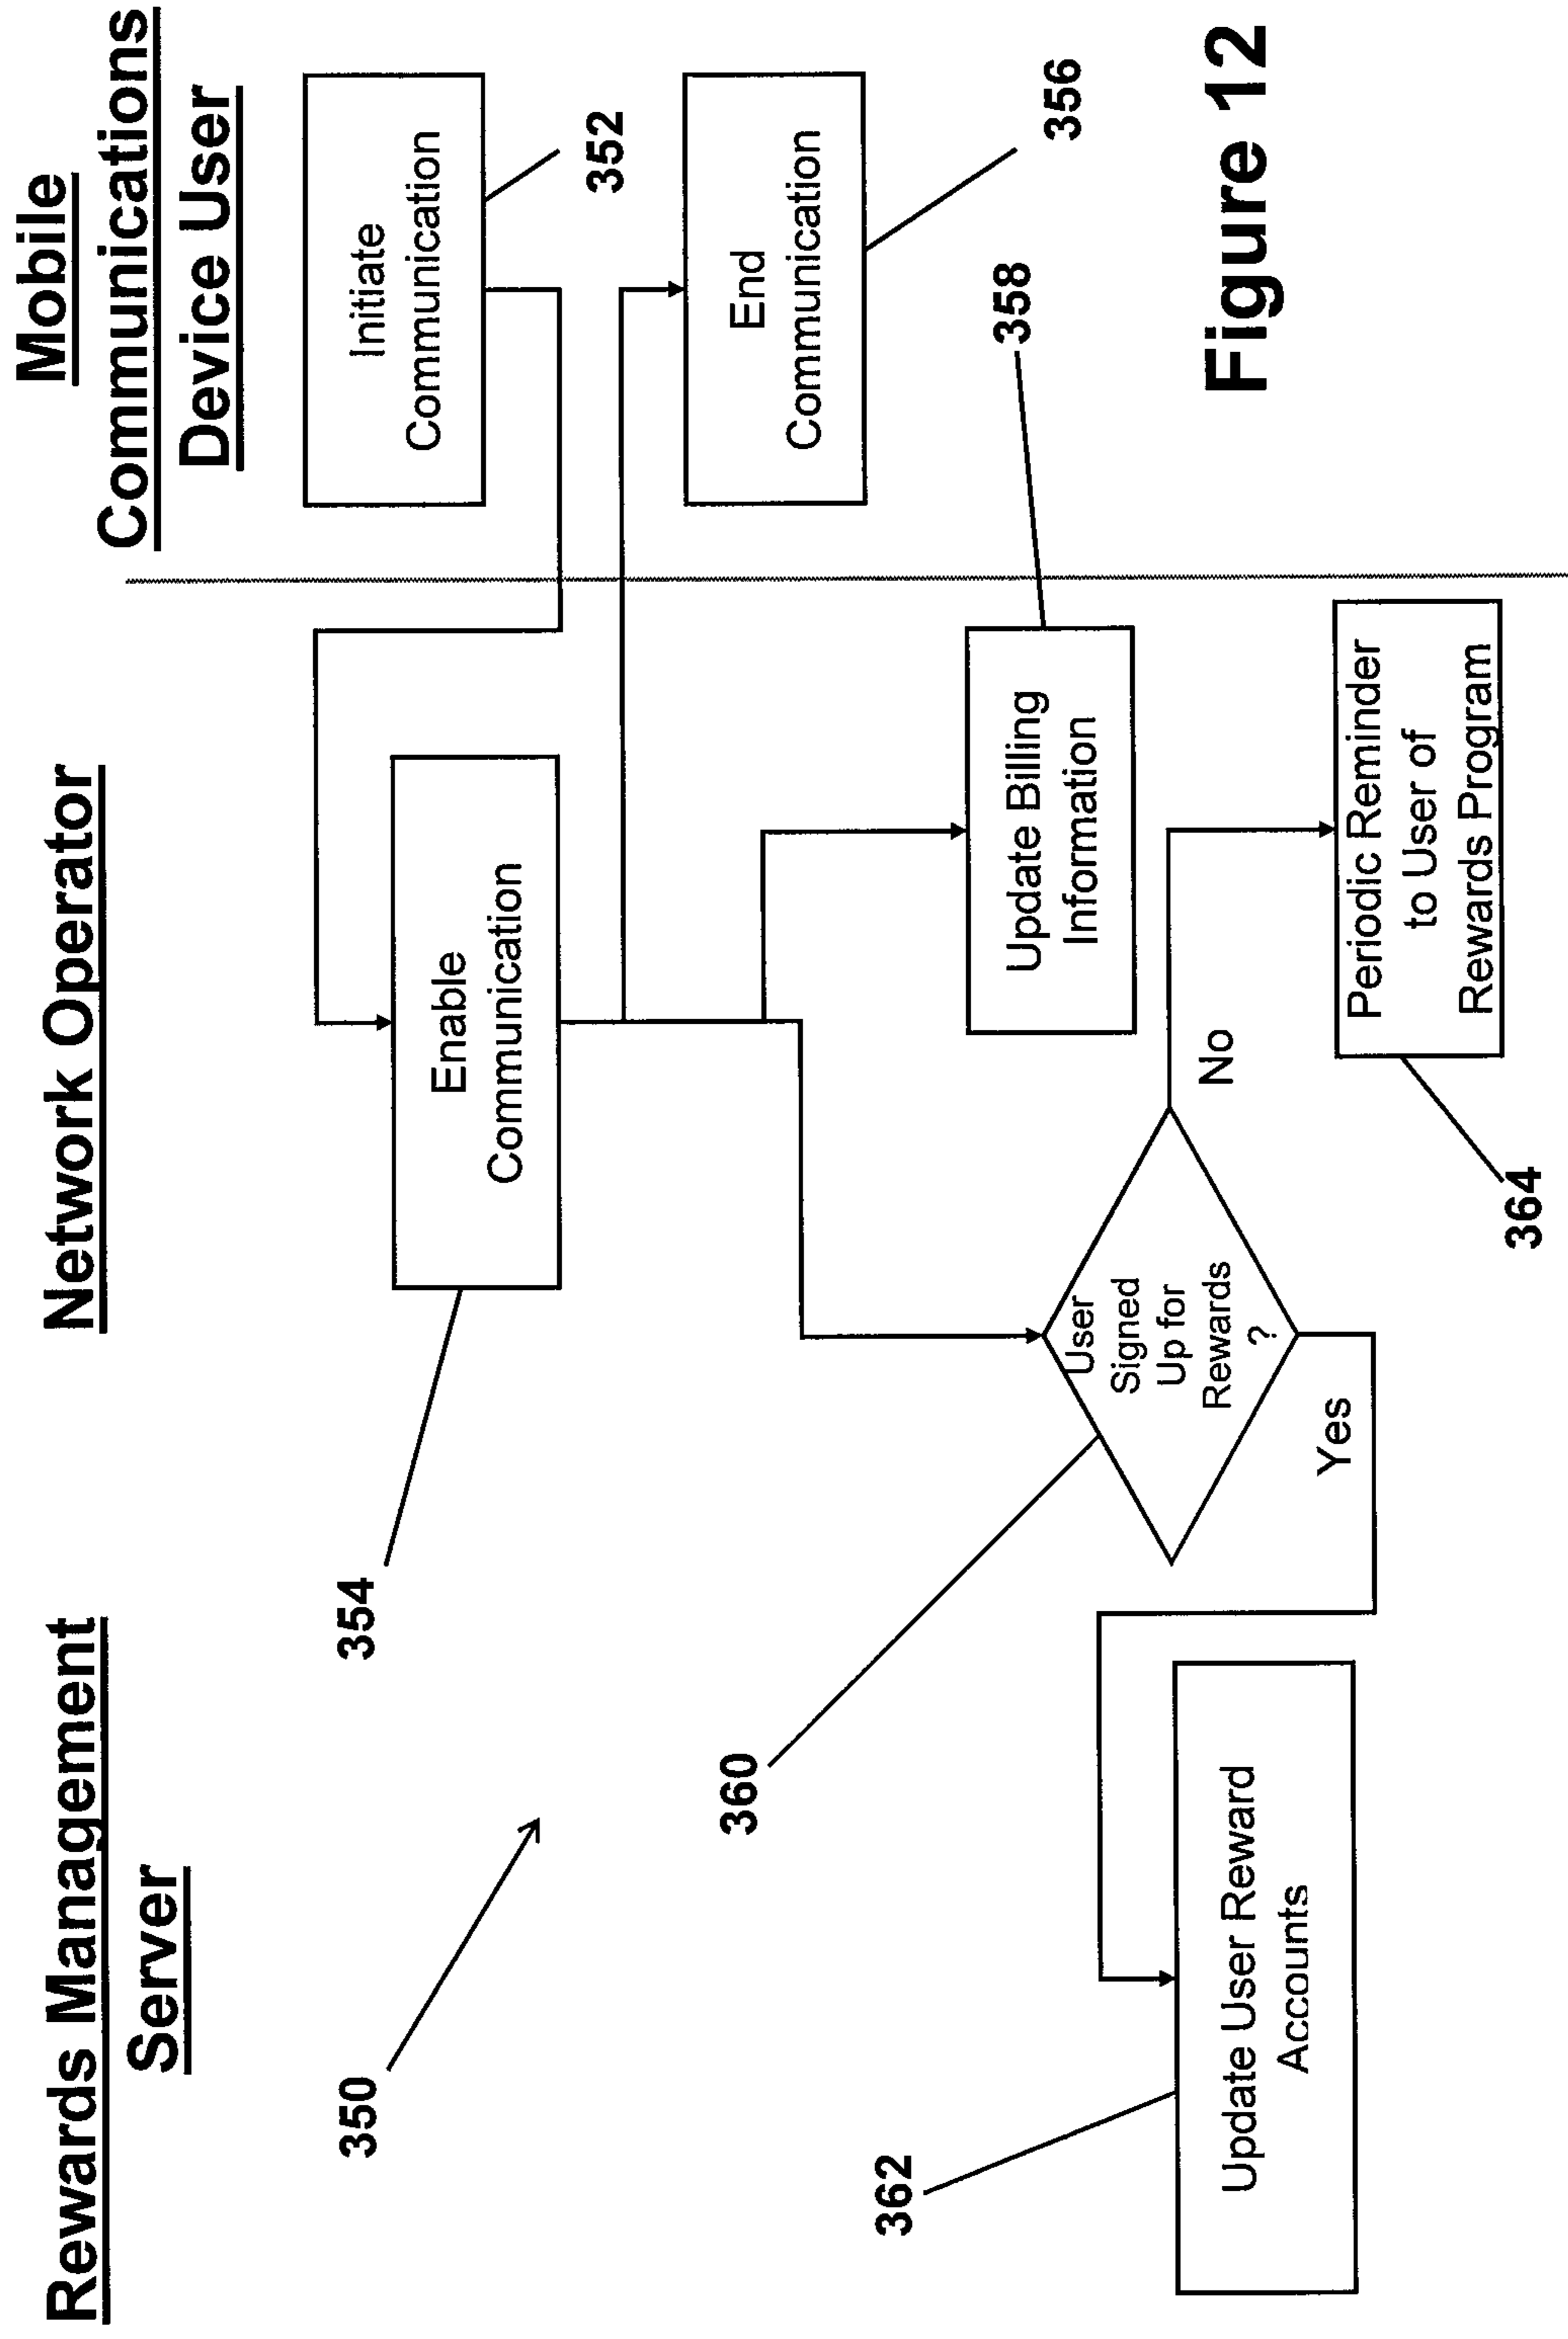 Rewards Management
Server
Network Operator
Mobile
Communications
Device User
350
354
Enable
Communication
Initiate
Communication
352
End
Communication
356
360
User
Signed
Up for
Rewards
?
Yes
No
358
Update Billing
Information
362
Update User Reward
Accounts
Periodic Reminder
to User of
Rewards Program
364
Figure 12